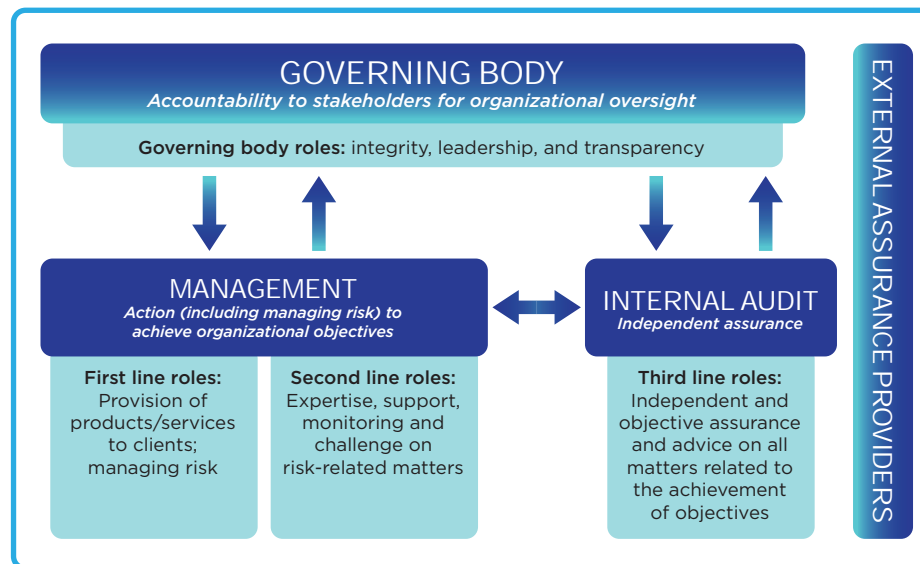 GOVERNING BODY
Accountability to stakeholders for organizational oversight
Governing body roles: integrity, leadership, and transparency
MANAGEMENT
Action (including managing risk) to
achieve organizational objectives
INTERNAL AUDIT
Independent assurance
First line roles:
Provision of
products/services
to clients;
managing risk
Second line roles:
Expertise, support,
monitoring and
challenge on
risk-related matters
Third line roles:
Independent and
objective assurance
and advice on all
matters related to
the achievement
of objectives
EXTERNAL ASSURANCE PROVIDERS